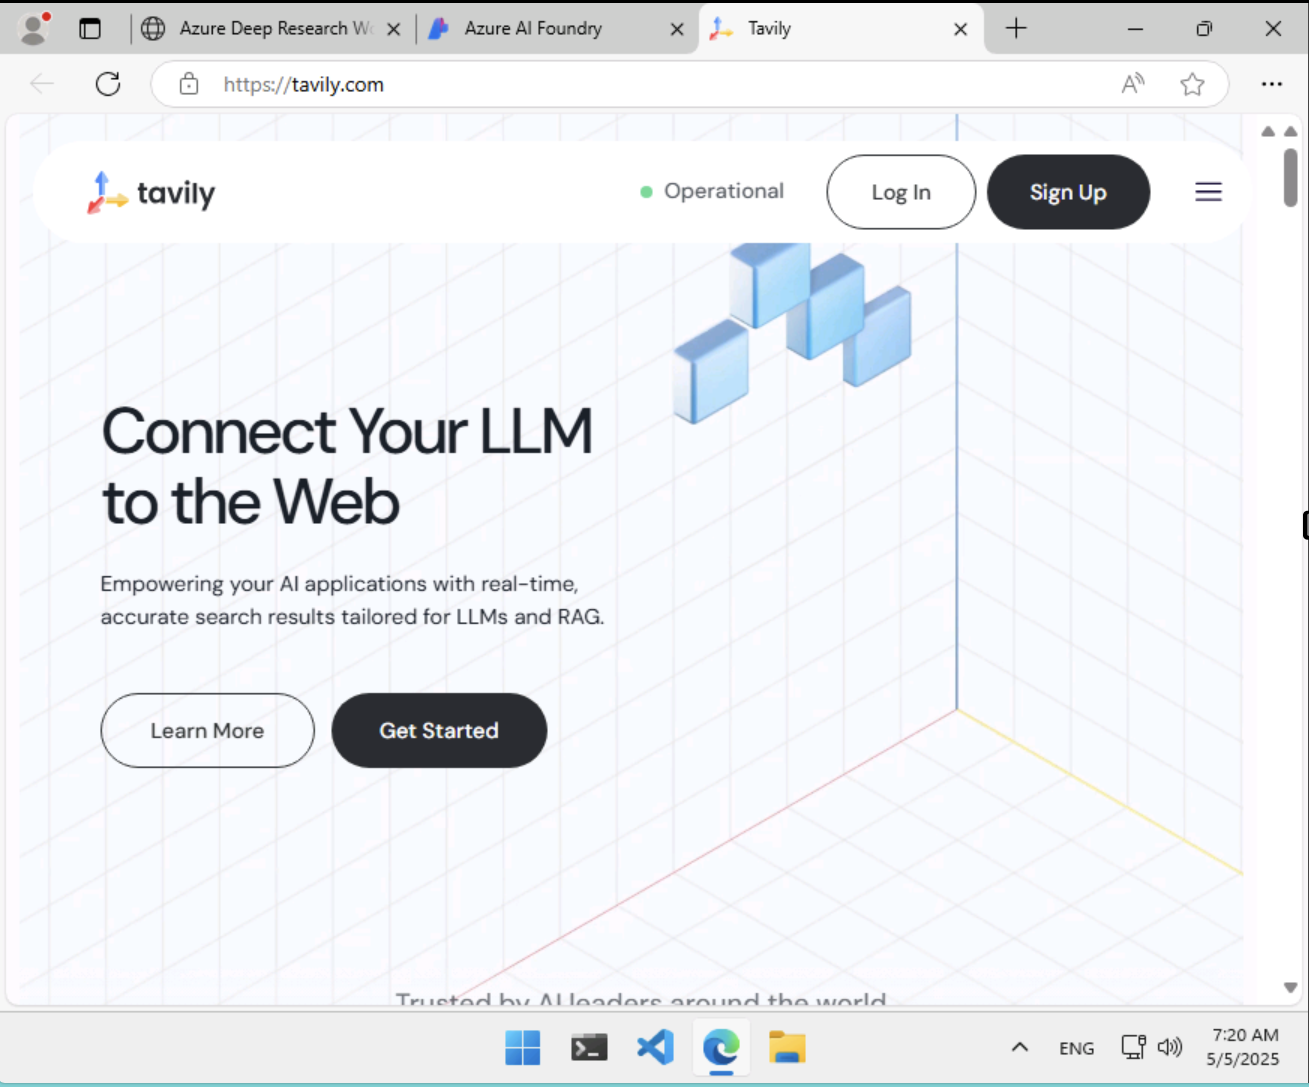 Azure Deep Research Wo
Azure AI Foundry
Tavily
https://tavily.com
tavily
Operational
Log In
Sign Up
Connect Your LLM
to the Web
Empowering your AI applications with real-time,
accurate search results tailored for LLMs and RAG.
Learn More
Get Started
Trusted by AI leaders around the world
ENG
7:20 AM
5/5/2025